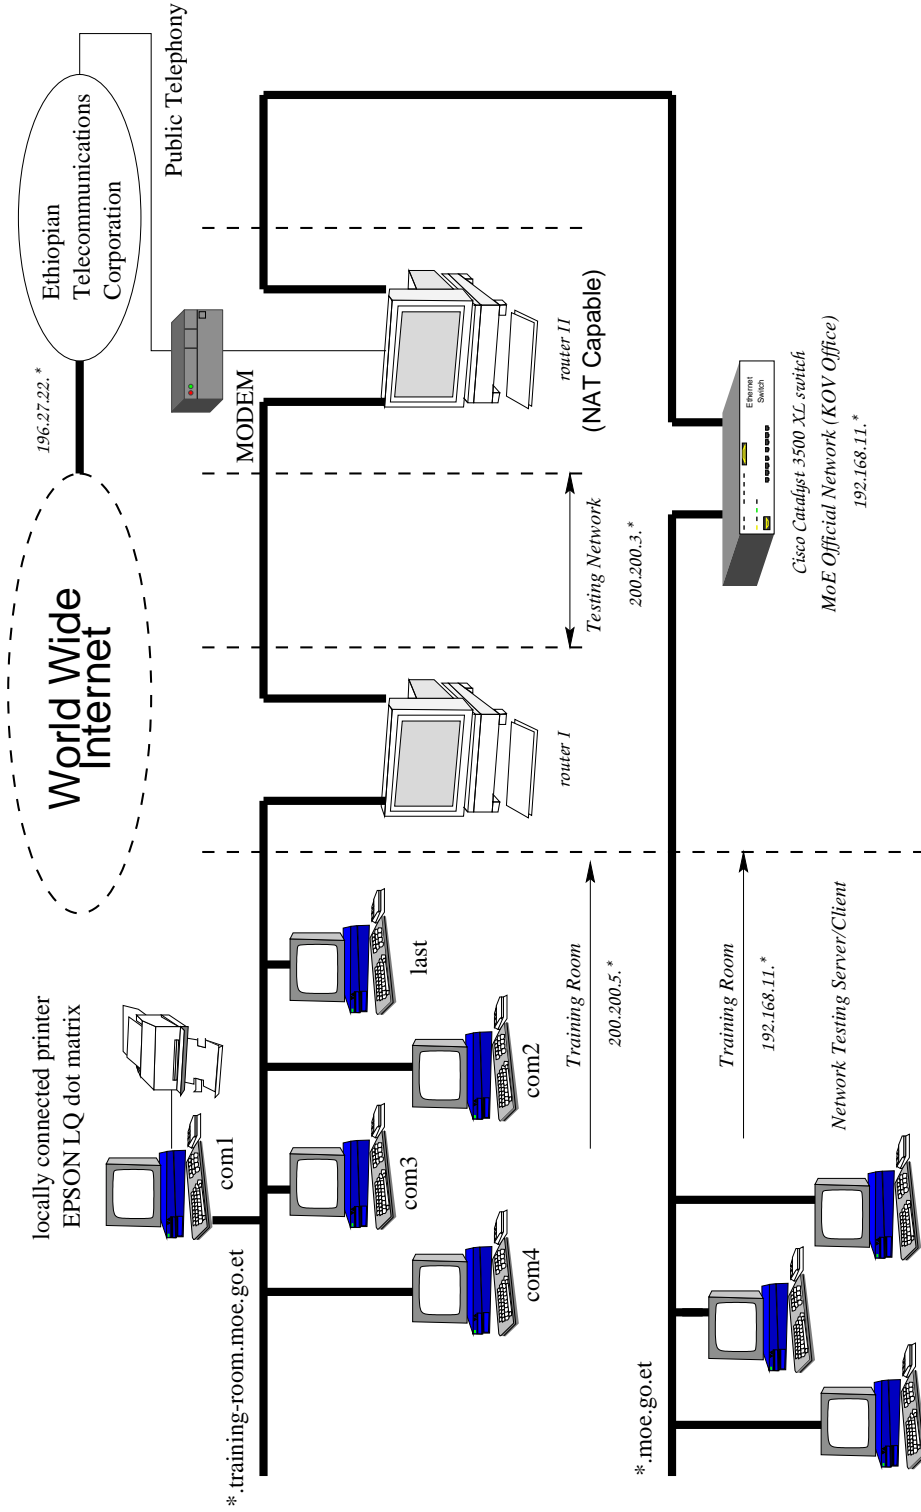 locally connected printer
EPSON LQ dot matrix
World Wide
Internet
196.27.22.*
Ethiopian
Telecommunications
Corporation
Public Telephony
MODEM
com1
*.training-room.moe.go.et
com4
com3
com2
last
router I
router II
(NAT Capable)
Testing Network
200.200.3.*
Training Room
200.200.5.*
*.moe.go.et
Training Room
192.168.11.*
Network Testing Server/Client
Ethernet
Switch
Cisco Catalyst 3500 XL switch
MoE Official Network (KOV Office)
192.168.11.*